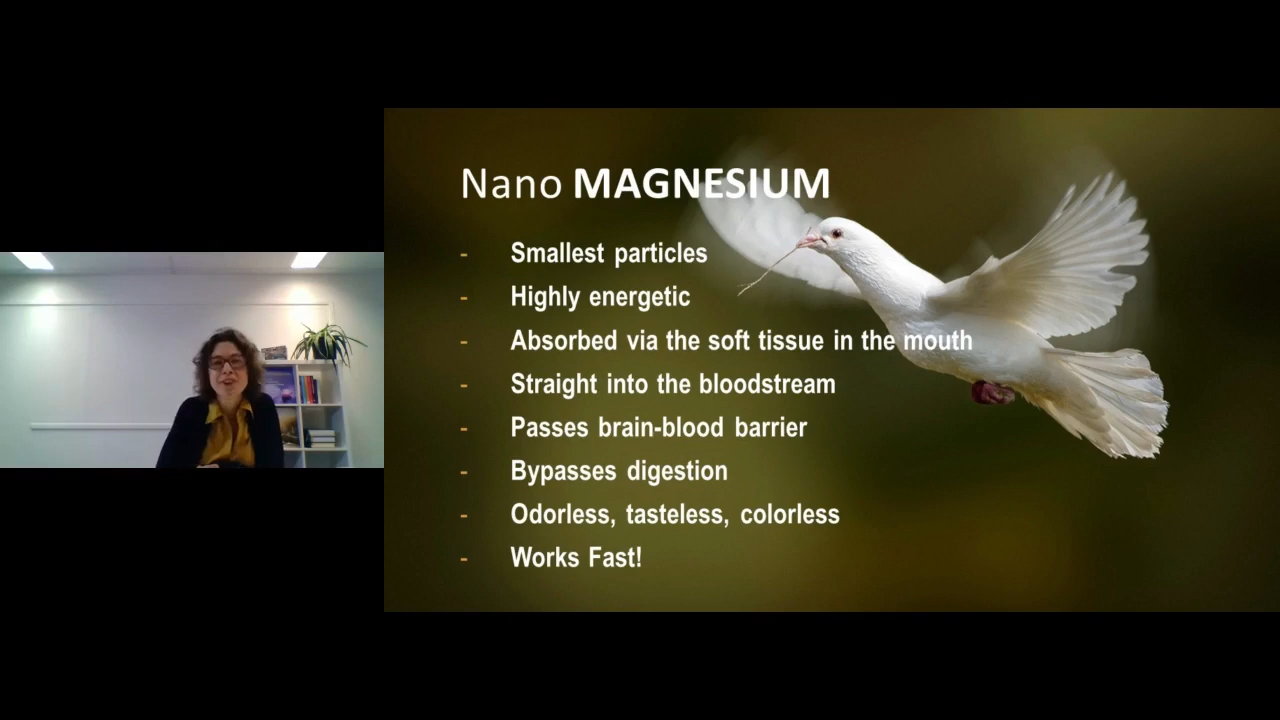 Nano MAGNESIUM
- Smallest particles
- Highly energetic
- Absorbed via the soft tissue in the mouth
- Straight into the bloodstream
- Passes brain-blood barrier
- Bypasses digestion
- Odorless, tasteless, colorless
- Works Fast!